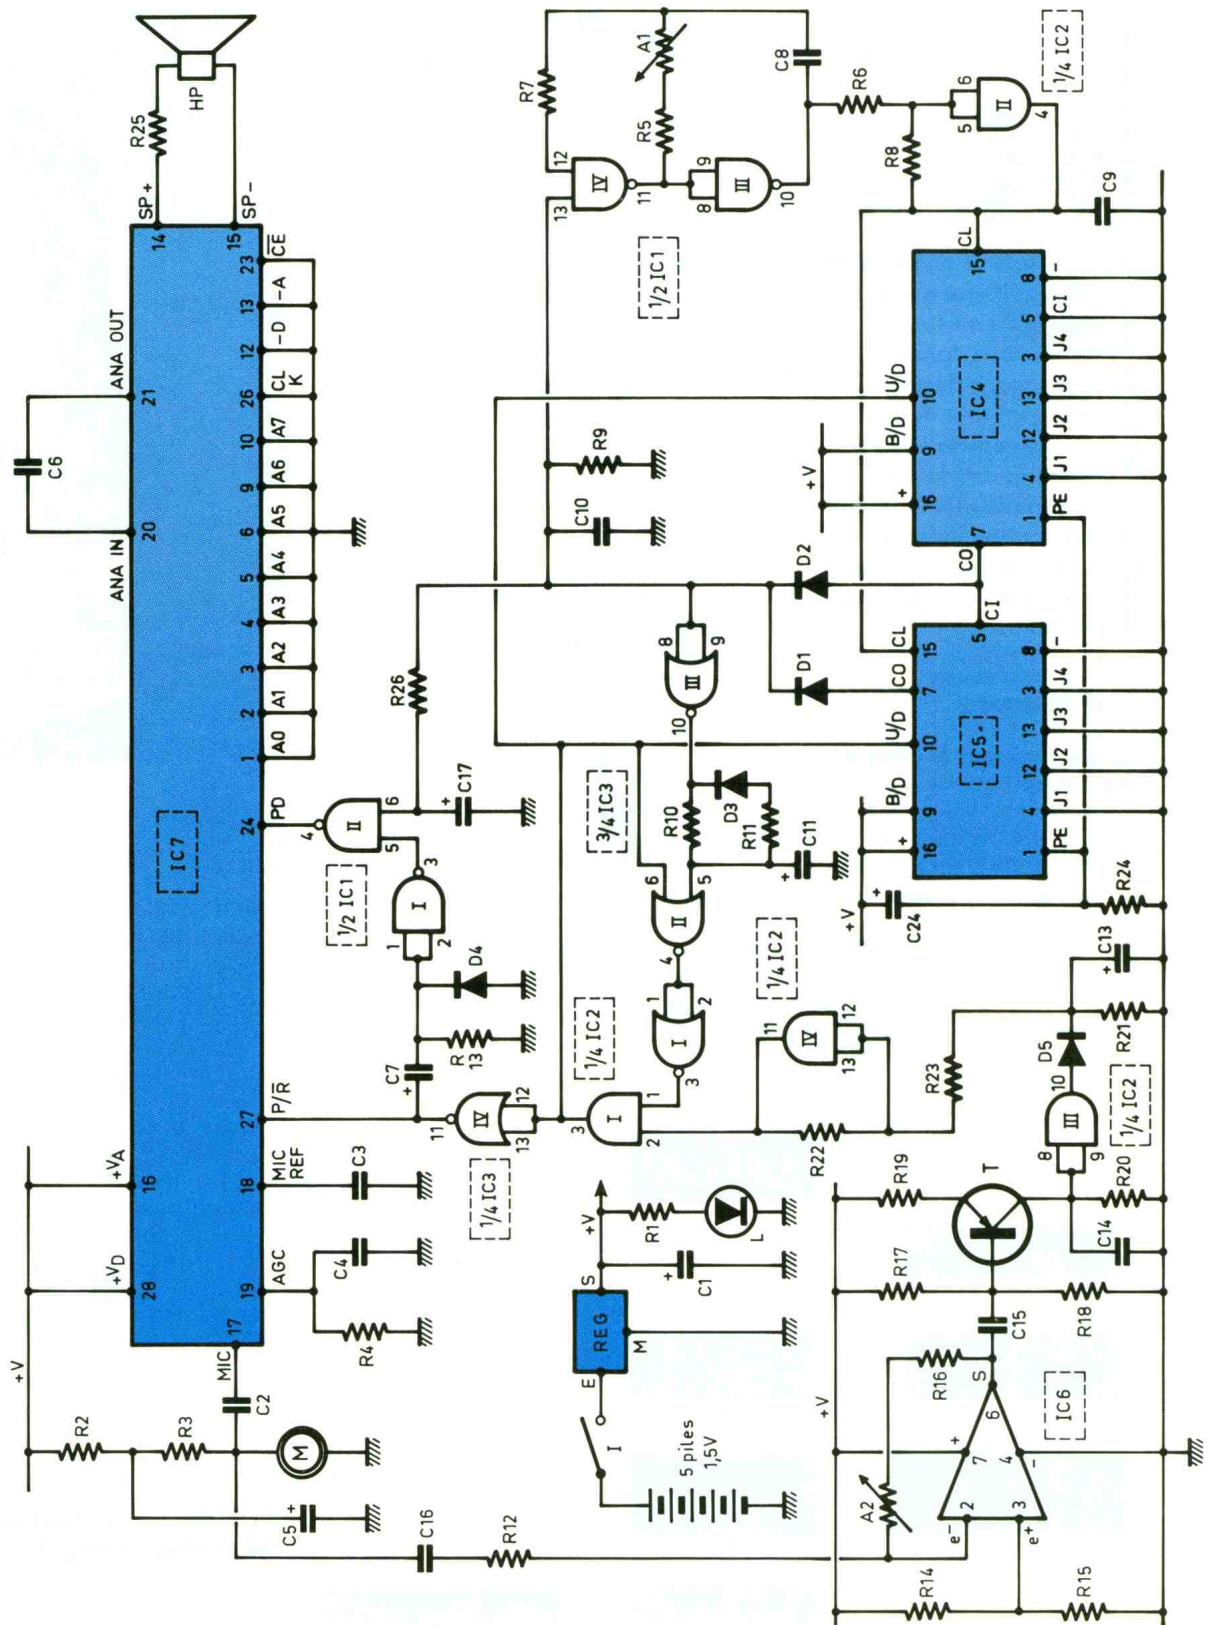 C6
R25
HP
SP+
14
15
SP-
ANA IN
20
21
ANA OUT
IC7
+V
+VD
28
+VA
16
R2
R3
M
C5
+
C2
MIC
17
19
AGC
R4
C4
18
MIC REF
C3
27
P/R̅
24
PD
1
A0
2
A1
3
A2
4
A3
5
A4
6
A5
9
A6
10
A7
26
CL K
12
-D
13
-A
23
C̅E̅
C7
+
R 13
D4
1
2
I
3
1/2 IC1
5
6
II
4
C17
+
R26
C10
R9
R7
A1
R5
12
13
IV
11
8
9
III
10
1/2 IC1
C8
R6
R8
5
6
II
4
1/4 IC2
C9
11
IV
12
13
1/4 IC3
3
I
1
2
1/4 IC2
3
I
1
2
4
II
6
5
3/4 IC3
R10
D3
R11
C11
+
10
III
8
9
D1
D2
11
IV
12
13
1/4 IC2
R22
R23
5 piles
1,5V
I
E
REG
S
M
+V
C1
+
R1
L
C16
R12
A2
R16
R14
R15
e-
2
e+
3
7
+
4
-
6
S
IC6
+V
C15
R17
R18
R19
T
R20
C14
8
9
III
10
1/4 IC2
D5
R21
C13
+
+V
C24
+
R24
IC5
16
+
9
B/D
10
U/D
7
CO
15
CL
5
CI
1
PE
4
J1
12
J2
13
J3
3
J4
8
-
IC4
+V
16
+
9
B/D
10
U/D
7
CO
15
CL
1
PE
4
J1
12
J2
13
J3
3
J4
5
CI
8
-